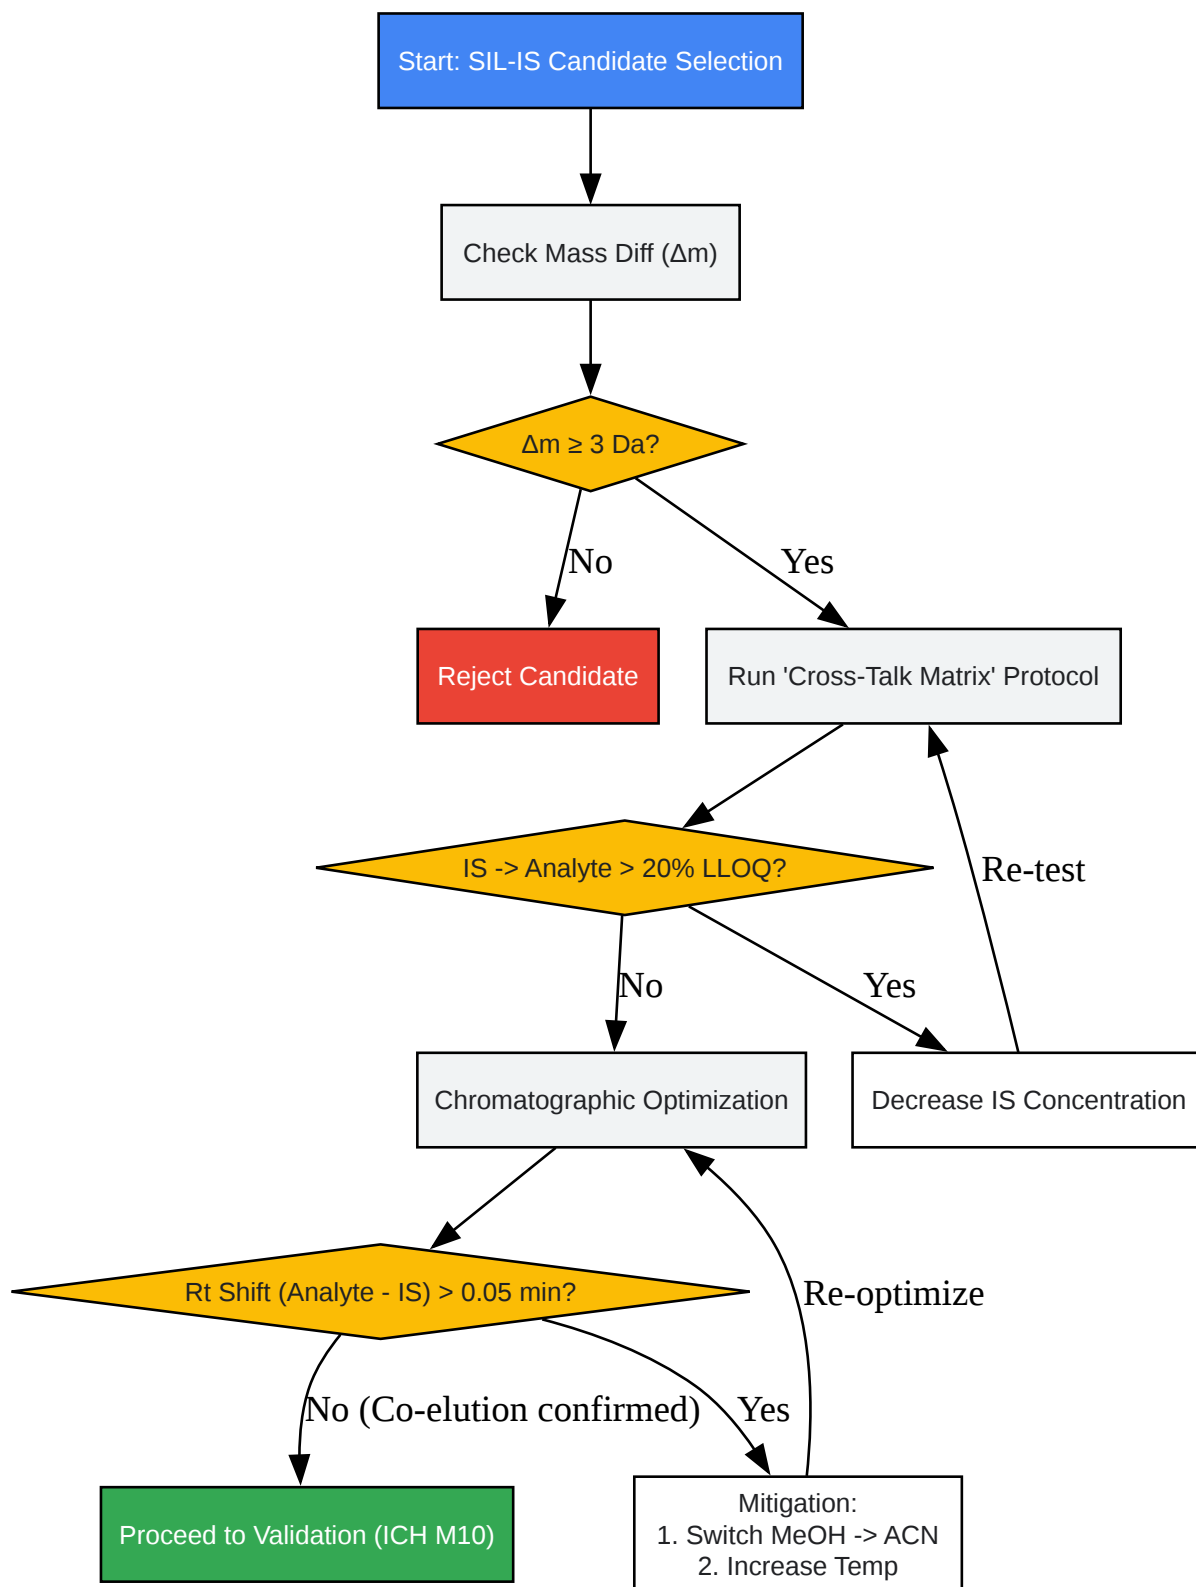 Start: SIL-IS Candidate Selection
Check Mass Diff (Δm)
Δm ≥ 3 Da?
No
Yes
Reject Candidate
Run 'Cross-Talk Matrix' Protocol
IS -> Analyte > 20% LLOQ?
Re-test
No
Yes
Chromatographic Optimization
Decrease IS Concentration
Rt Shift (Analyte - IS) > 0.05 min?
Re-optimize
No (Co-elution confirmed)
Yes
Proceed to Validation (ICH M10)
Mitigation:
1. Switch MeOH -> ACN
2. Increase Temp